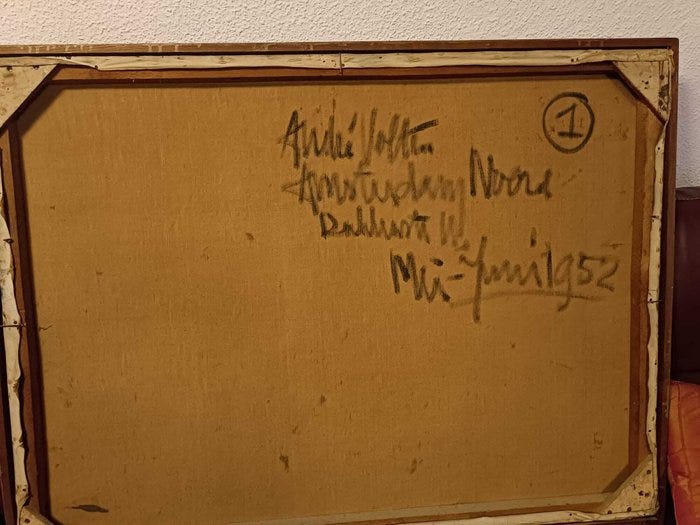 ①
André Volten
Amsterdam Noord
Mei-Juni 1952